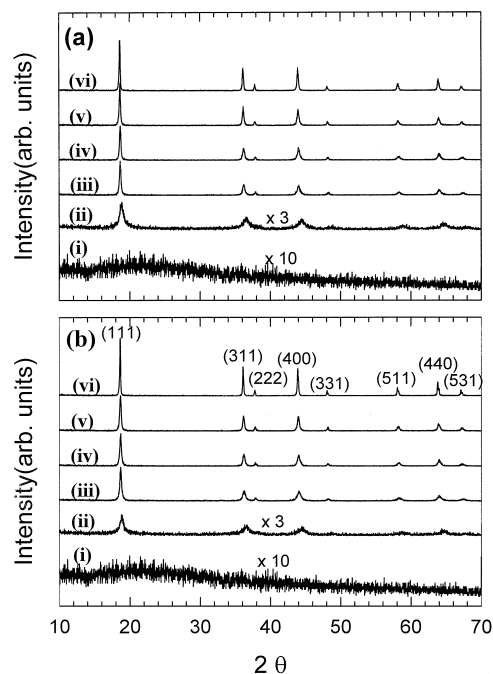 (a)
Intensity(arb. units)
(vi)
(v)
(iv)
(iii)
(ii)
x 3
(i)
x 10
(b)
Intensity(arb. units)
(111)
(311)
(222)
(400)
(331)
(511)
(440)
(531)
(vi)
(v)
(iv)
(iii)
(ii)
x 3
(i)
x 10
10 20 30 40 50 60 70
2 θ